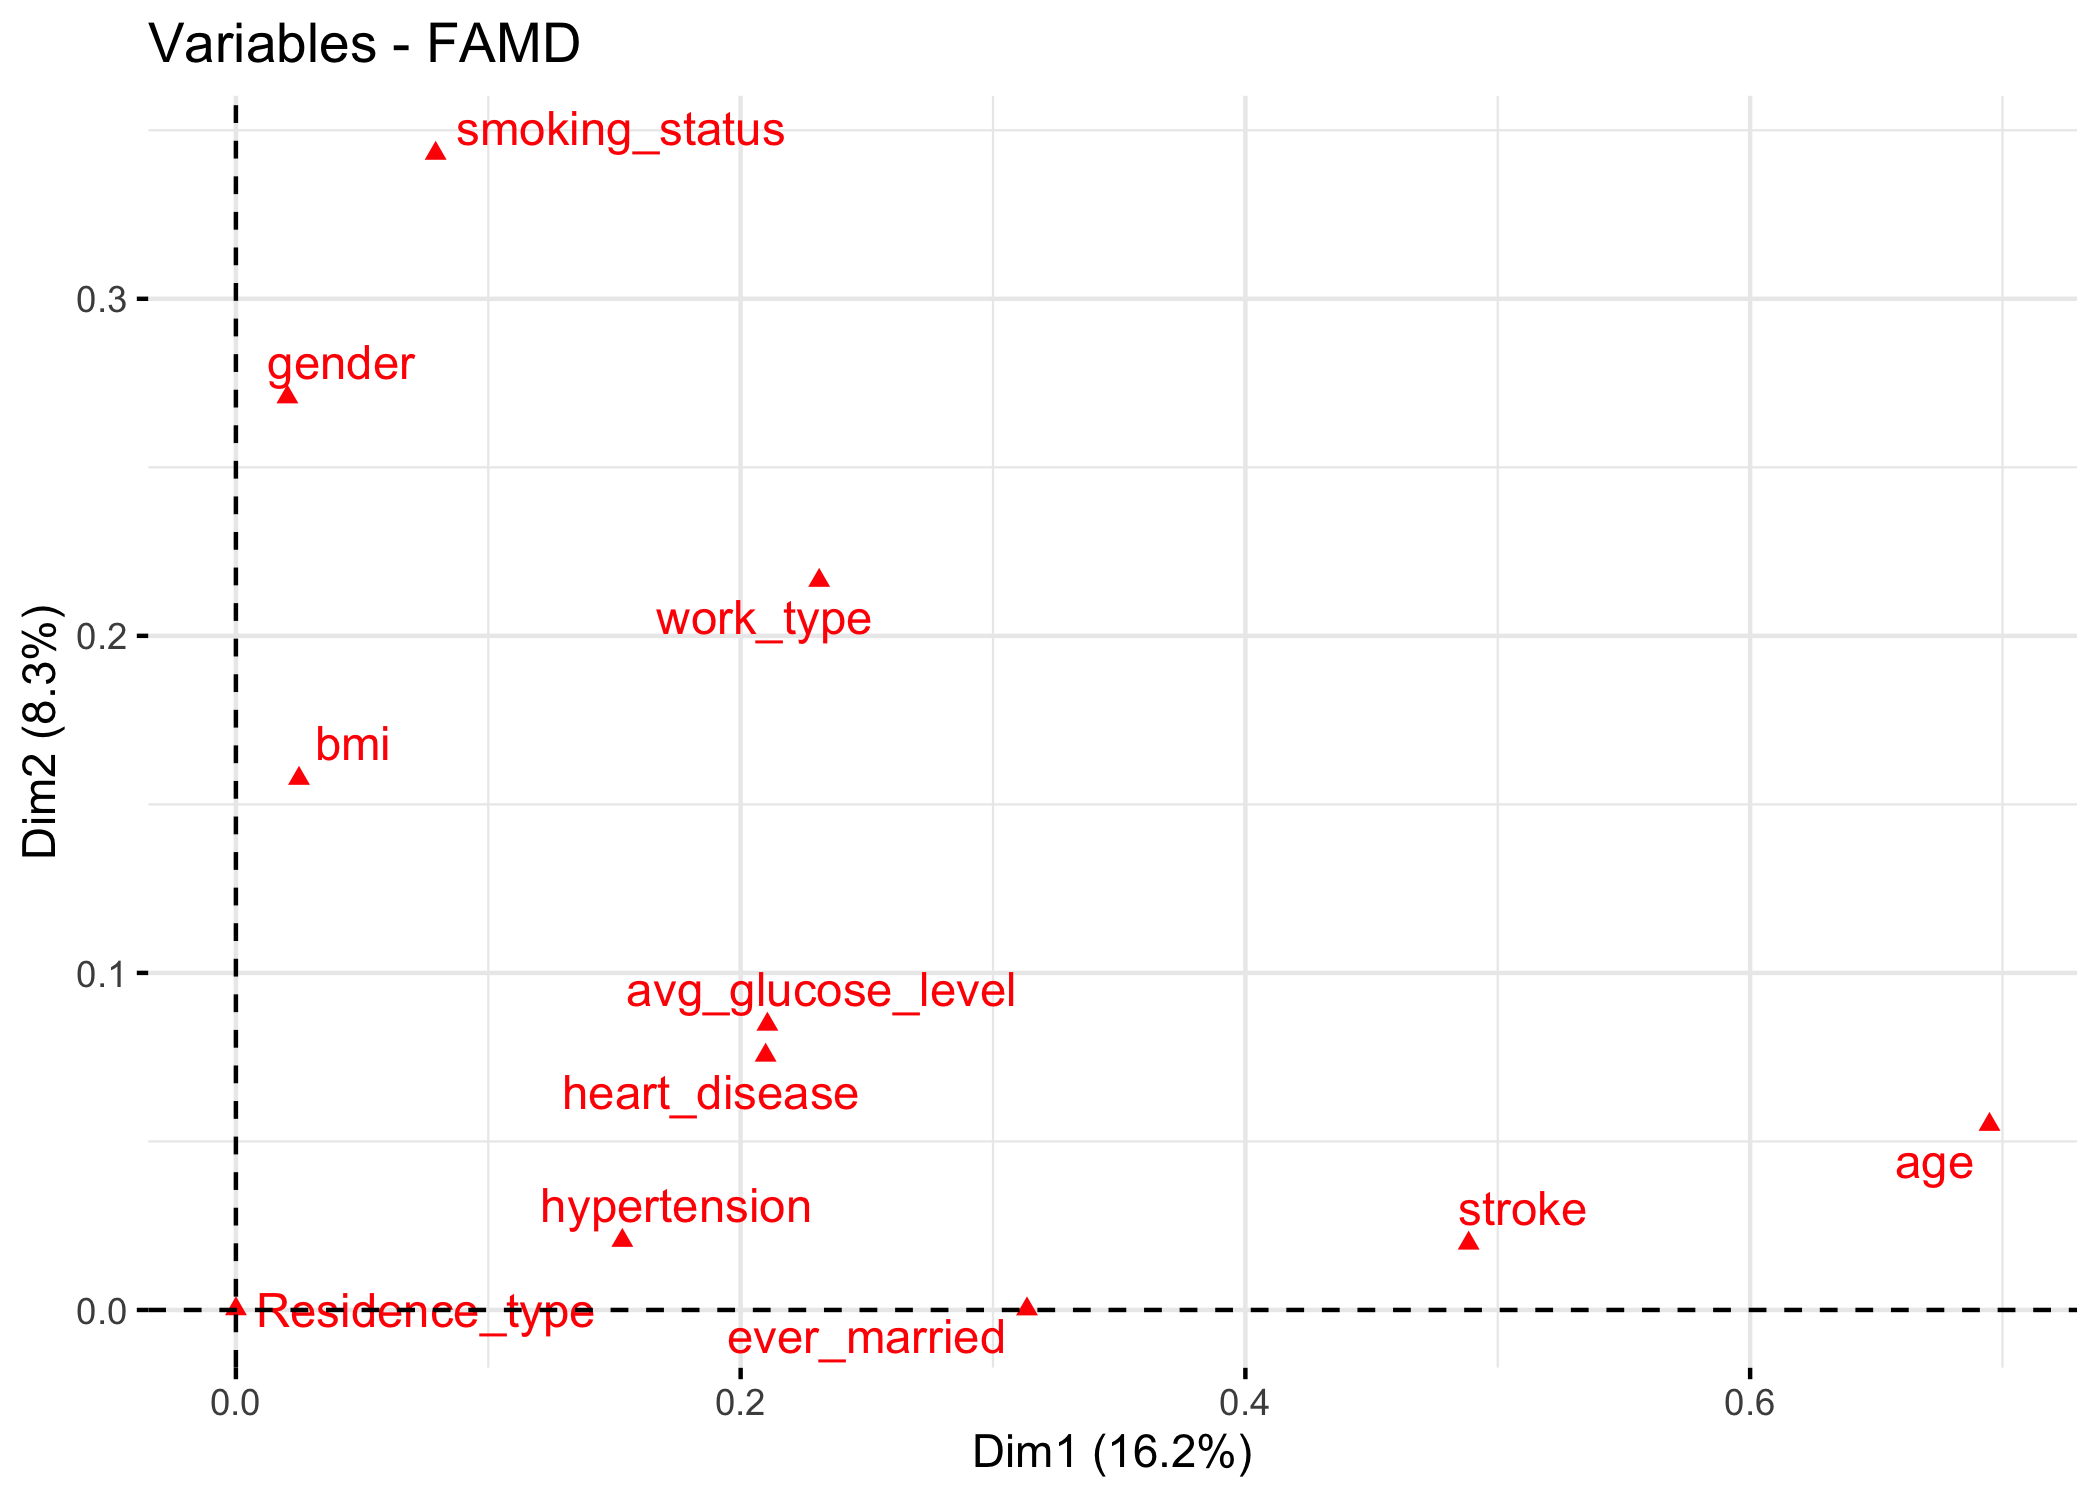 Variables - FAMD
smoking_status
gender
work_type
bmi
avg_glucose_level
heart_disease
age
hypertension
stroke
Residence_type
ever_married
0.3
0.2
0.1
0.0
Dim2 (8.3%)
0.0
0.2
0.4
0.6
Dim1 (16.2%)